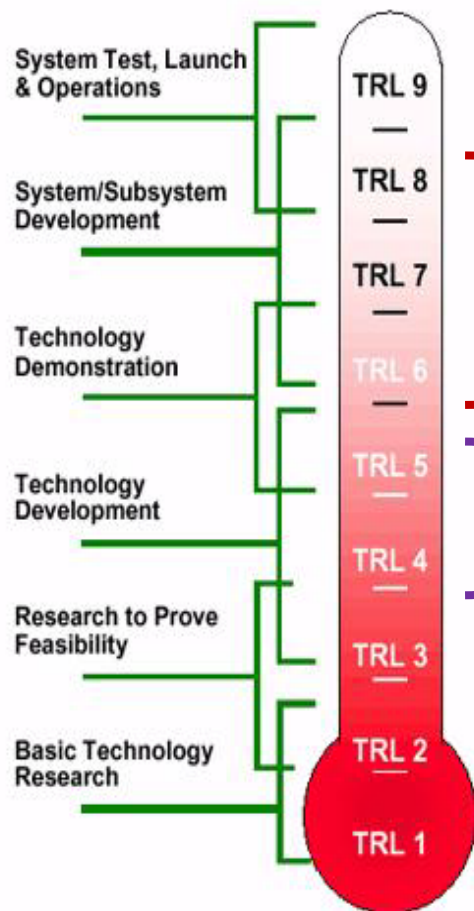 System Test, Launch
& Operations
System/Subsystem
Development
Technology
Demonstration
Technology
Development
Research to Prove
Feasibility
Basic Technology
Research
TRL 9
TRL 8
TRL 7
TRL 6
TRL 5
TRL 4
TRL 3
TRL 2
TRL 1